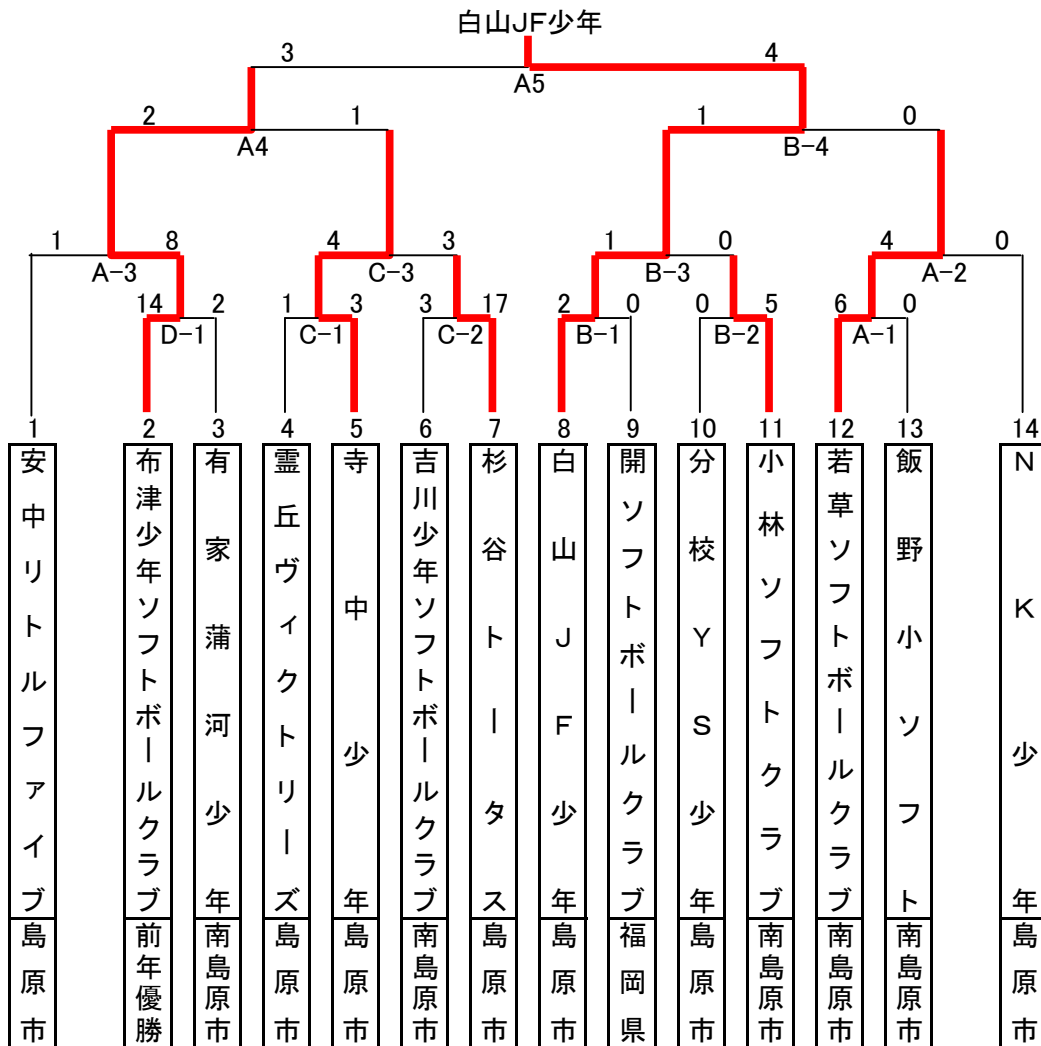 白山JF少年
3 4
A5
2 1 1 0
A4 B-4
1 8 4 3 1 0 4 0
A-3 C-3 B-3 A-2
14 2 1 3 3 17 2 0 0 5 6 0
D-1 C-1 C-2 B-1 B-2 A-1
1 2 3 4 5 6 7 8 9 10 11 12 13 14
安中リトルファイブ
島原市
布津少年ソフトボールクラブ
前年優勝
有家蒲河少年
南島原市
霊丘ヴィクトリーズ
島原市
寺中少年
島原市
吉川少年ソフトボールクラブ
南島原市
杉谷トータス
島原市
白山JF少年
島原市
開ソフトボールクラブ
福岡県
分校YS少年
島原市
小林ソフトクラブ
南島原市
若草ソフトボールクラブ
南島原市
飯野小ソフト
南島原市
NK少年
島原市